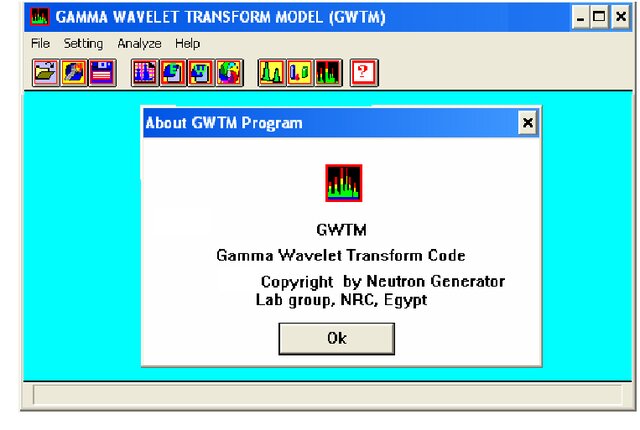 GAMMA WAVELET TRANSFORM MODEL (GWTM)
File Setting Analyze Help
?
About GWTM Program
GWTM
Gamma Wavelet Transform Code
Copyright by Neutron Generator
Lab group, NRC, Egypt
Ok